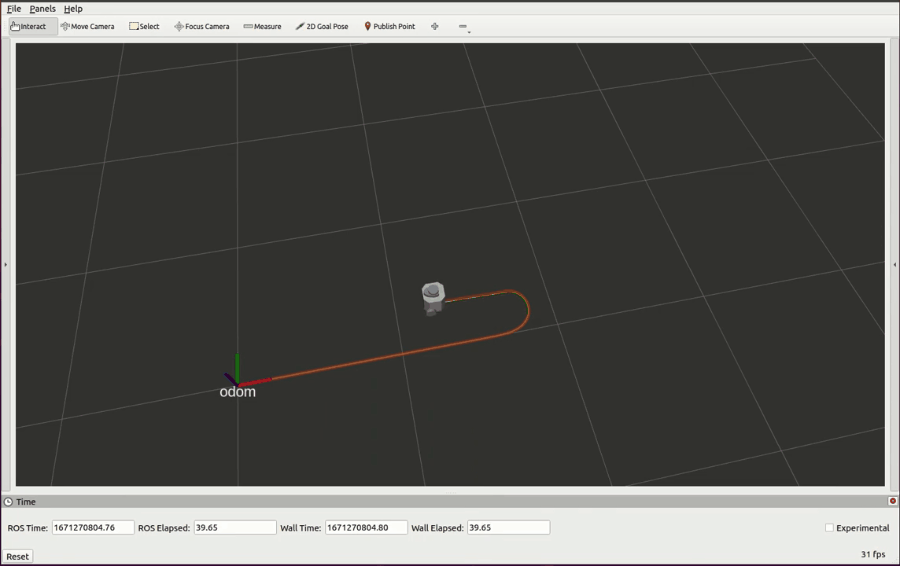 File Panels Help
Interact Move Camera Select Focus Camera Measure 2D Goal Pose Publish Point
odom
Time
ROS Time: 1671270804.76 ROS Elapsed: 39.65 Wall Time: 1671270804.80 Wall Elapsed: 39.65 Experimental
Reset 31 fps